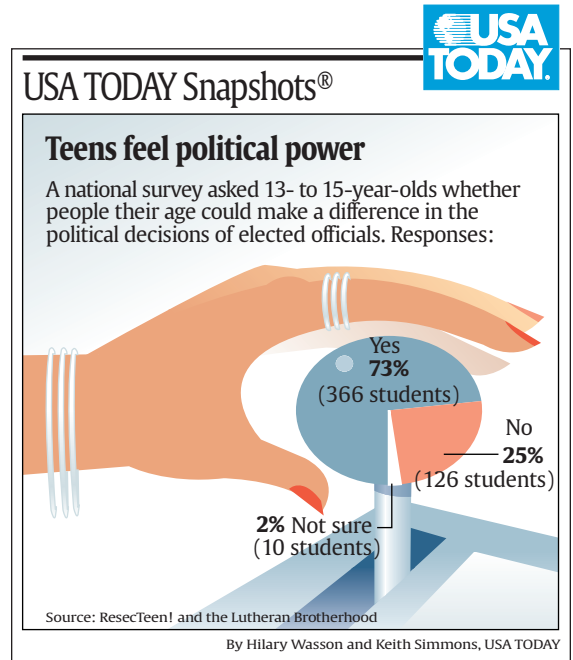 USA
TODAY.
USA TODAY Snapshots®
Teens feel political power
A national survey asked 13- to 15-year-olds whether
people their age could make a difference in the
political decisions of elected officials. Responses:
Yes
73%
(366 students)
No
25%
(126 students)
2% Not sure
(10 students)
Source: ResecTeen! and the Lutheran Brotherhood
By Hilary Wasson and Keith Simmons, USA TODAY